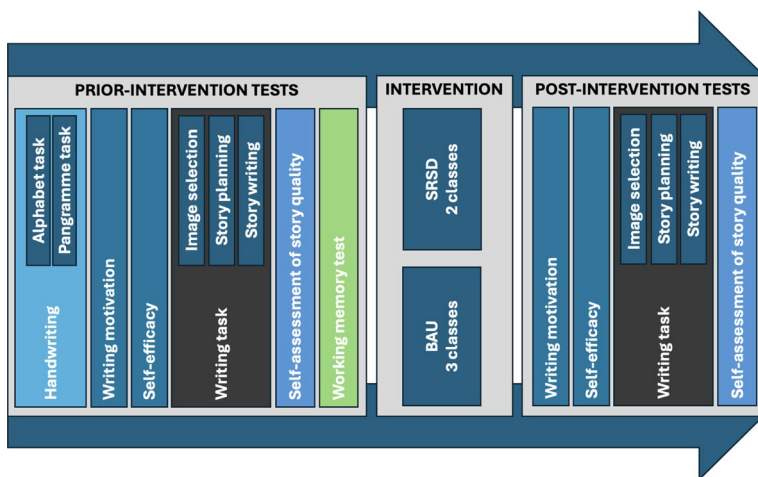 PRIOR-INTERVENTION TESTS
Handwriting
Alphabet task
Pangramme task
Writing motivation
Self-efficacy
Writing task
Image selection
Story planning
Story writing
Self-assessment of story quality
Working memory test
INTERVENTION
SRSD
2 classes
BAU
3 classes
POST-INTERVENTION TESTS
Writing motivation
Self-efficacy
Writing task
Image selection
Story planning
Story writing
Self-assessment of story quality